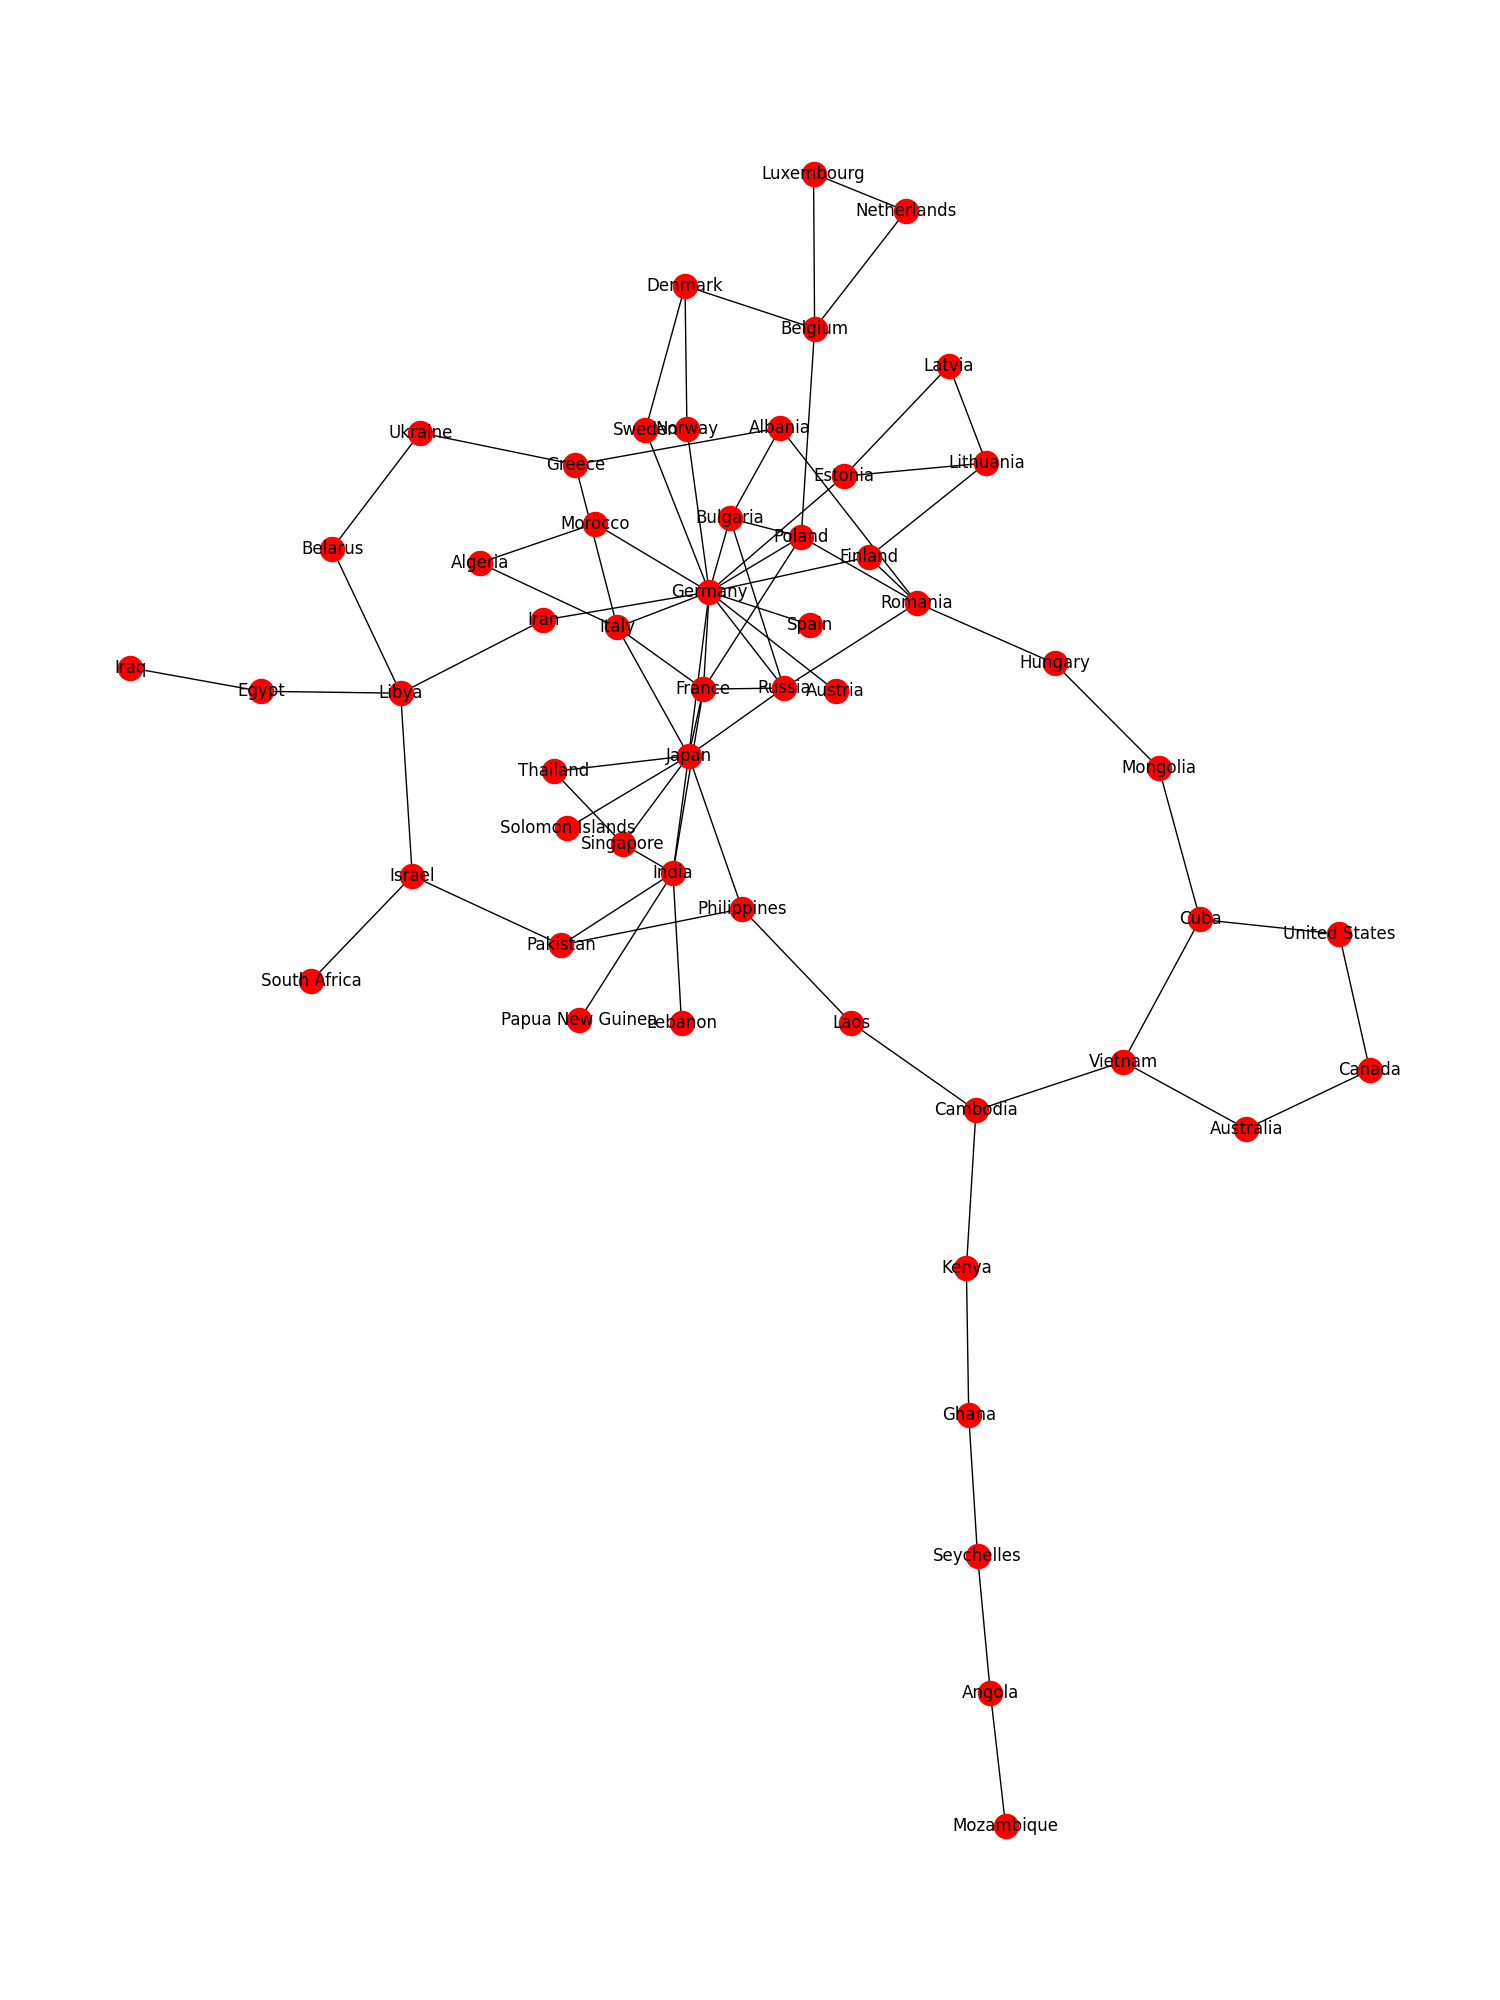 Luxembourg
Netherlands
Denmark
Belgium
Latvia
Ukraine
Sweden
Norway
Albania
Greece
Lithuania
Estonia
Morocco
Bulgaria
Poland
Belarus
Algeria
Finland
Germany
Romania
Iran
Italy
Spain
Iraq
Egypt
Libya
France
Russia
Austria
Hungary
Japan
Thailand
Mongolia
Solomon Islands
Singapore
India
Israel
Philippines
Cuba
United States
Pakistan
South Africa
Papua New Guinea
Lebanon
Laos
Vietnam
Canada
Cambodia
Australia
Kenya
Ghana
Seychelles
Angola
Mozambique